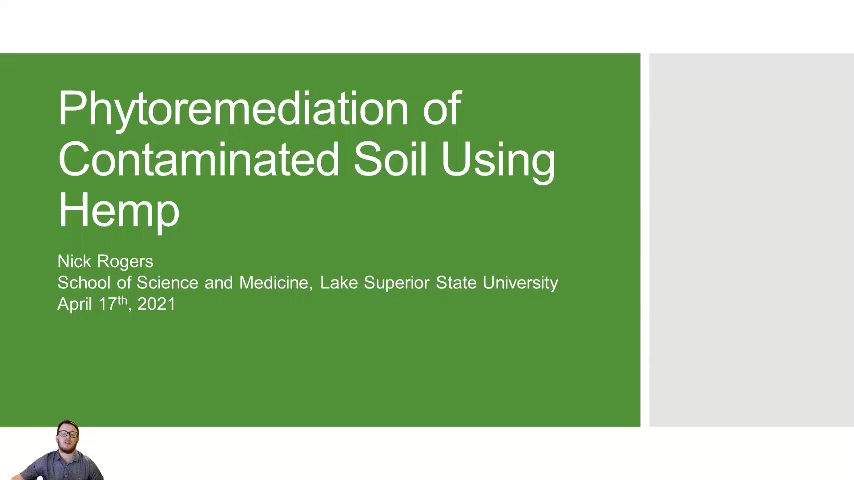 Phytoremediation of
Contaminated Soil Using
Hemp
Nick Rogers
School of Science and Medicine, Lake Superior State University
April 17th, 2021